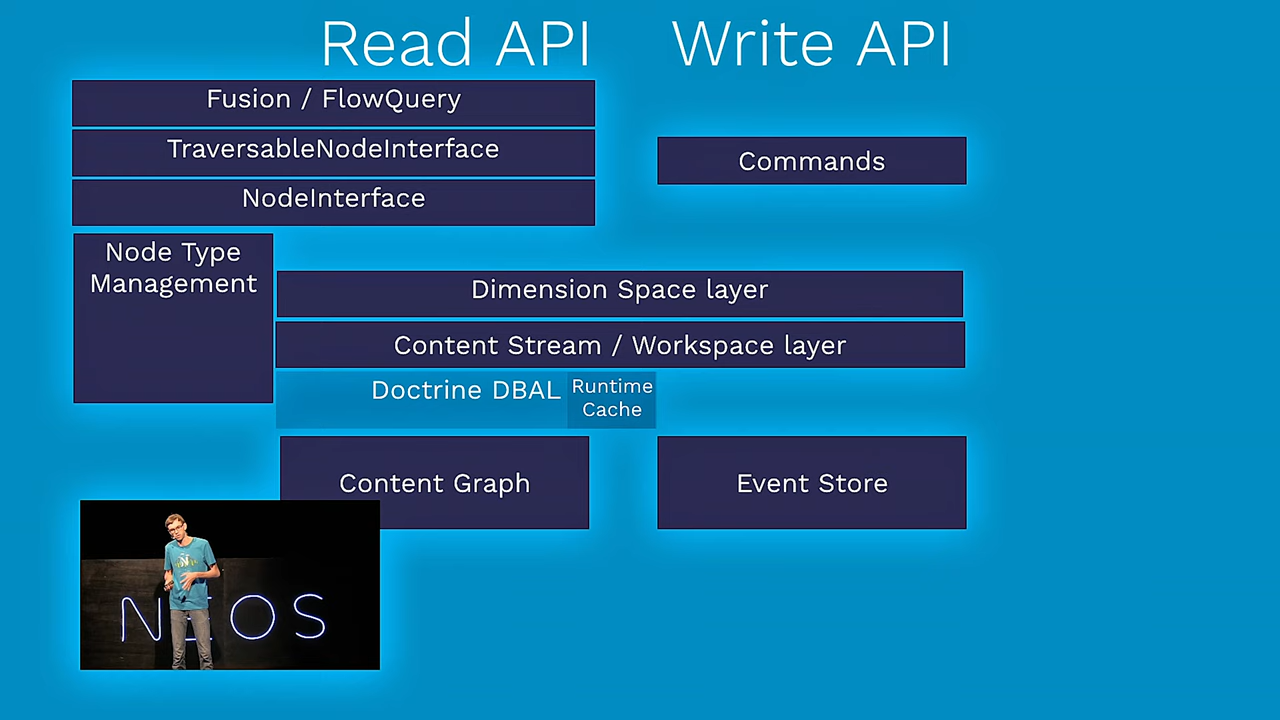 Read API
Write API
Fusion / FlowQuery
TraversableNodeInterface
Commands
NodeInterface
Node Type
Management
Dimension Space layer
Content Stream / Workspace layer
Doctrine DBAL
Runtime
Cache
Content Graph
Event Store
NEOS